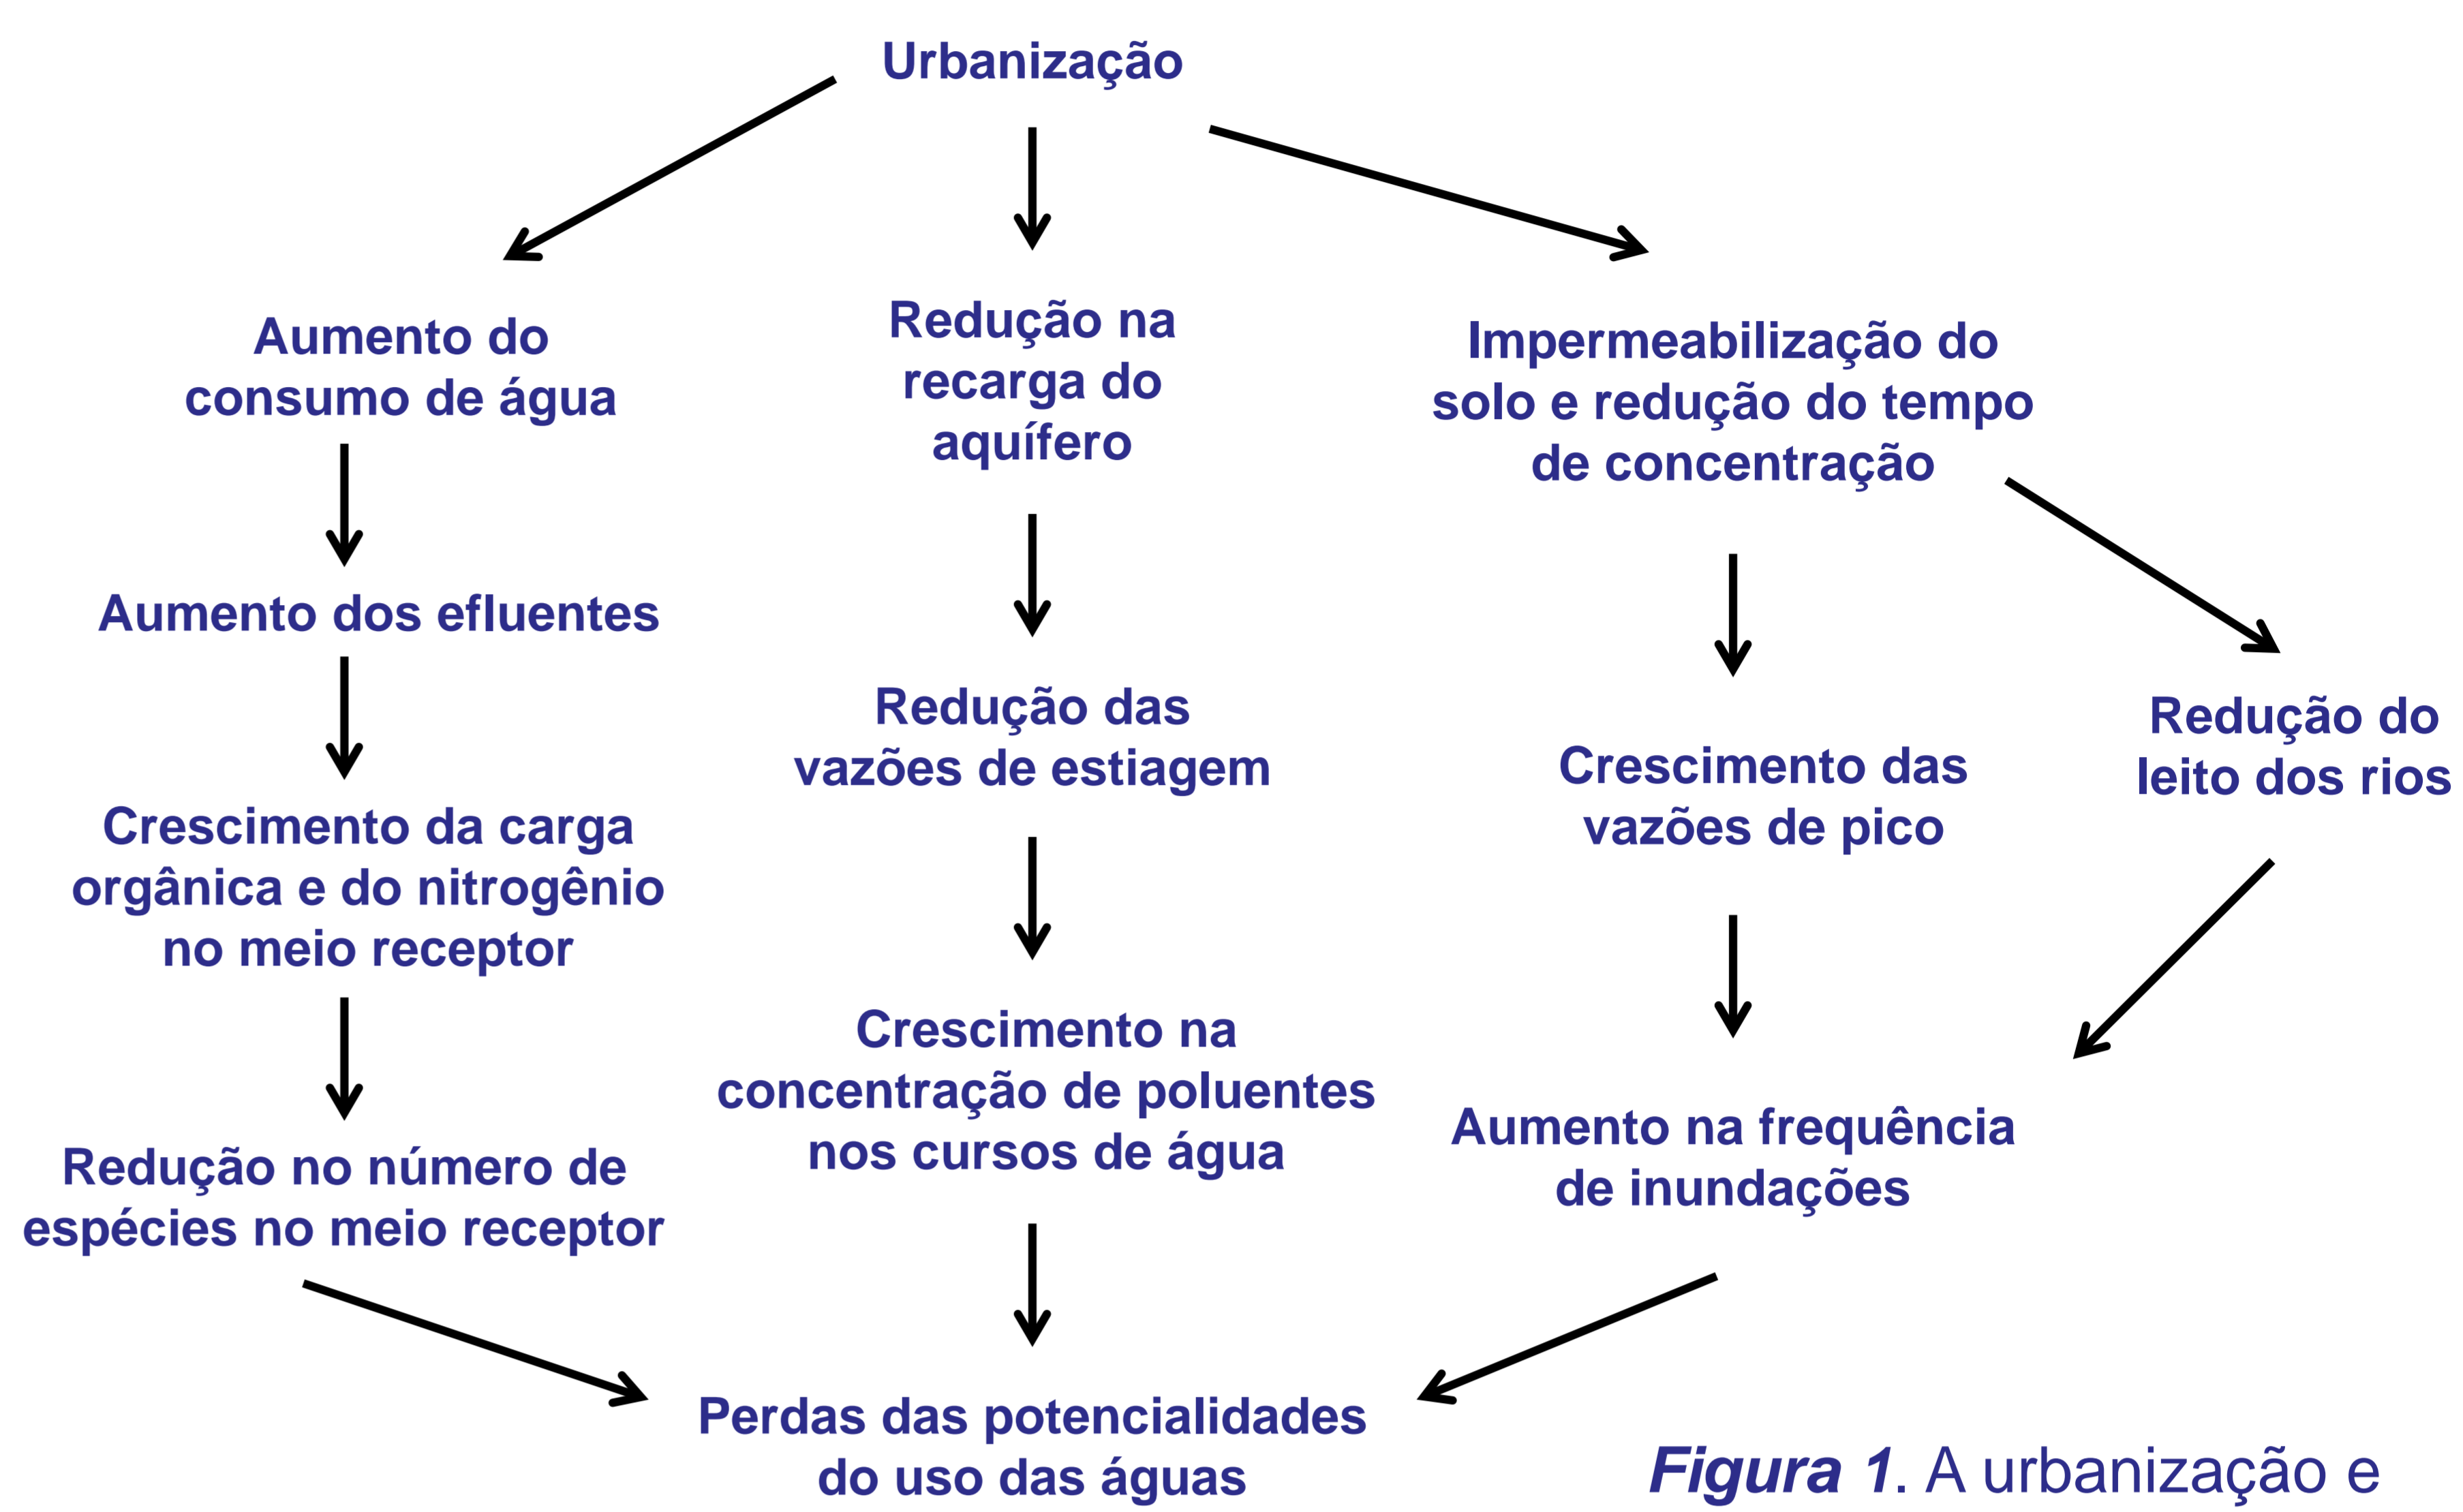 Urbanização
Aumento do
consumo de água
Aumento dos efluentes
Crescimento da carga
orgânica e do nitrogênio
no meio receptor
Redução no número de
espécies no meio receptor
Redução na
recarga do
aquífero
Redução das
vazões de estiagem
Crescimento na
concentração de poluentes
nos cursos de água
Impermeabilização do
solo e redução do tempo
de concentração
Crescimento das
vazões de pico
Redução do
leito dos rios
Aumento na frequência
de inundações
Perdas das potencialidades
do uso das águas
Figura 1. A urbanização e